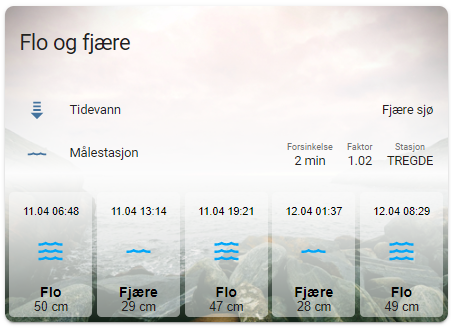 Flo og fjære
Tidevann Fjære sjø
Målestasjon
Forsinkelse Faktor Stasjon
2 min 1.02 TREGDE
11.04 06:48 11.04 13:14 11.04 19:21 12.04 01:37 12.04 08:29
Flo Fjære Flo Fjære Flo
50 cm 29 cm 47 cm 28 cm 49 cm